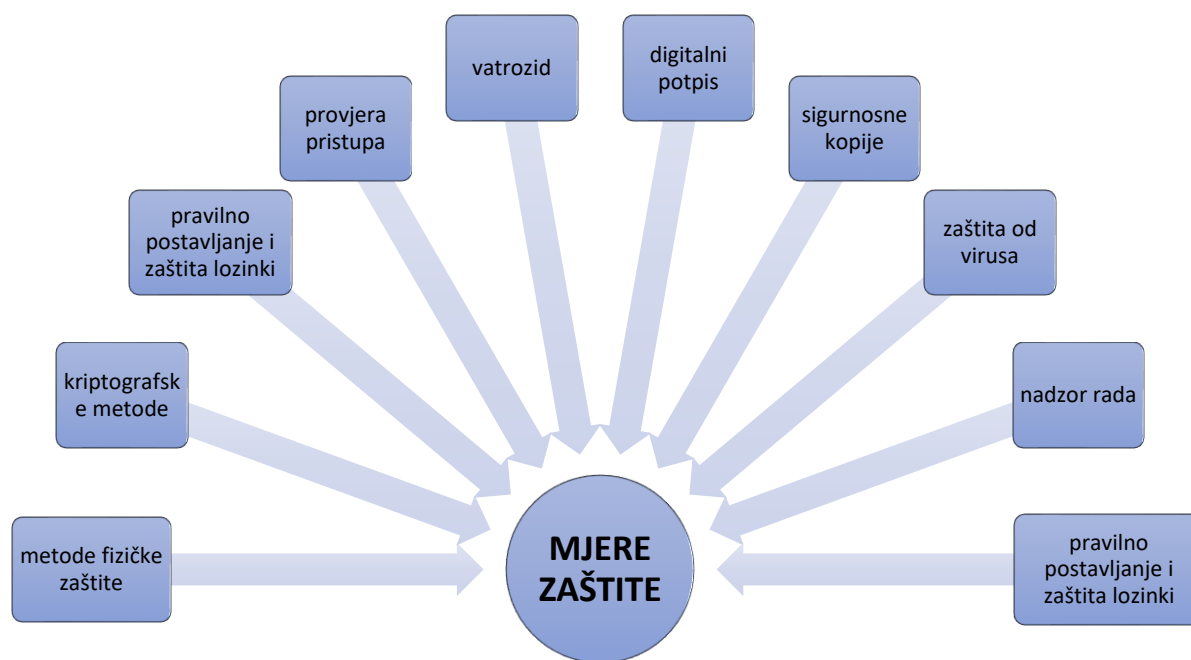 metode fizičke
zaštite
kriptografsk
e metode
pravilno
postavljanje i
zaštita lozinki
provjera
pristupa
vatrozid
digitalni
potpis
sigurnosne
kopije
zaštita od
virusa
nadzor rada
pravilno
postavljanje i
zaštita lozinki
MJERE
ZAŠTITE